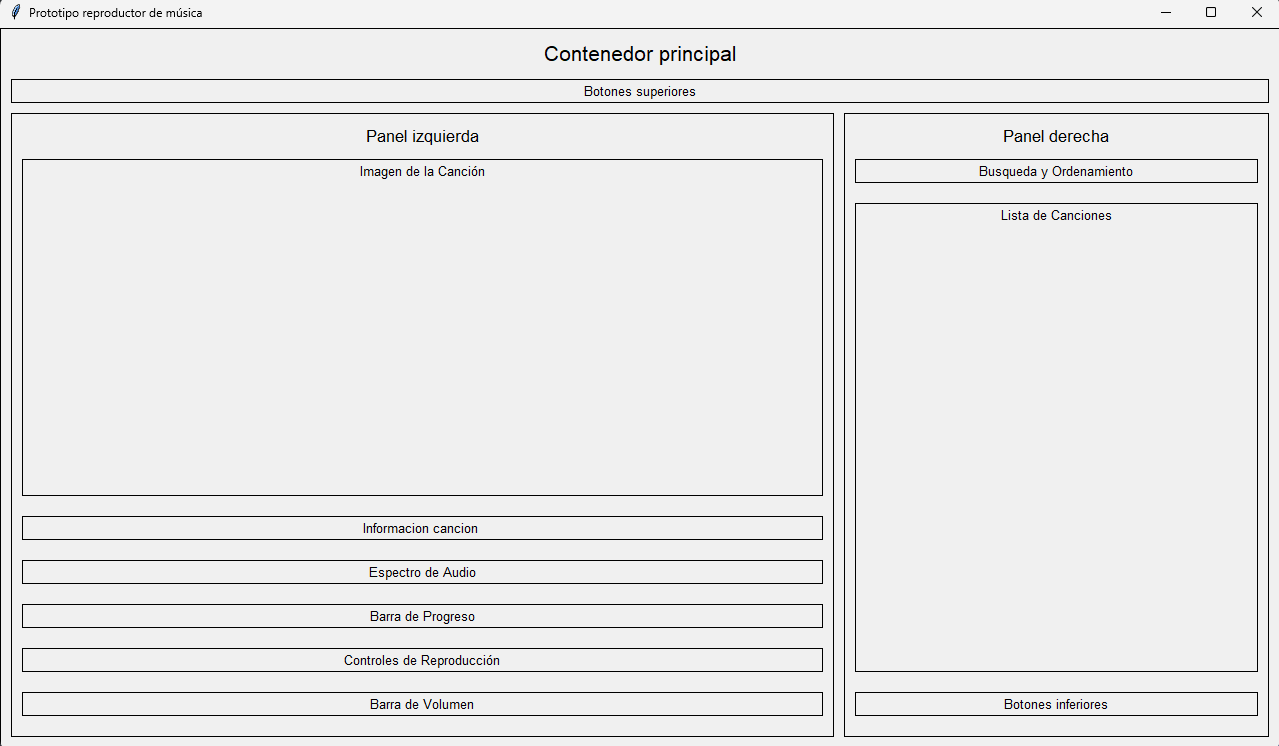 Prototipo reproductor de música
Contenedor principal
Botones superiores
Panel izquierda
Imagen de la Canción
Informacion cancion
Espectro de Audio
Barra de Progreso
Controles de Reproducción
Barra de Volumen
Panel derecha
Busqueda y Ordenamiento
Lista de Canciones
Botones inferiores